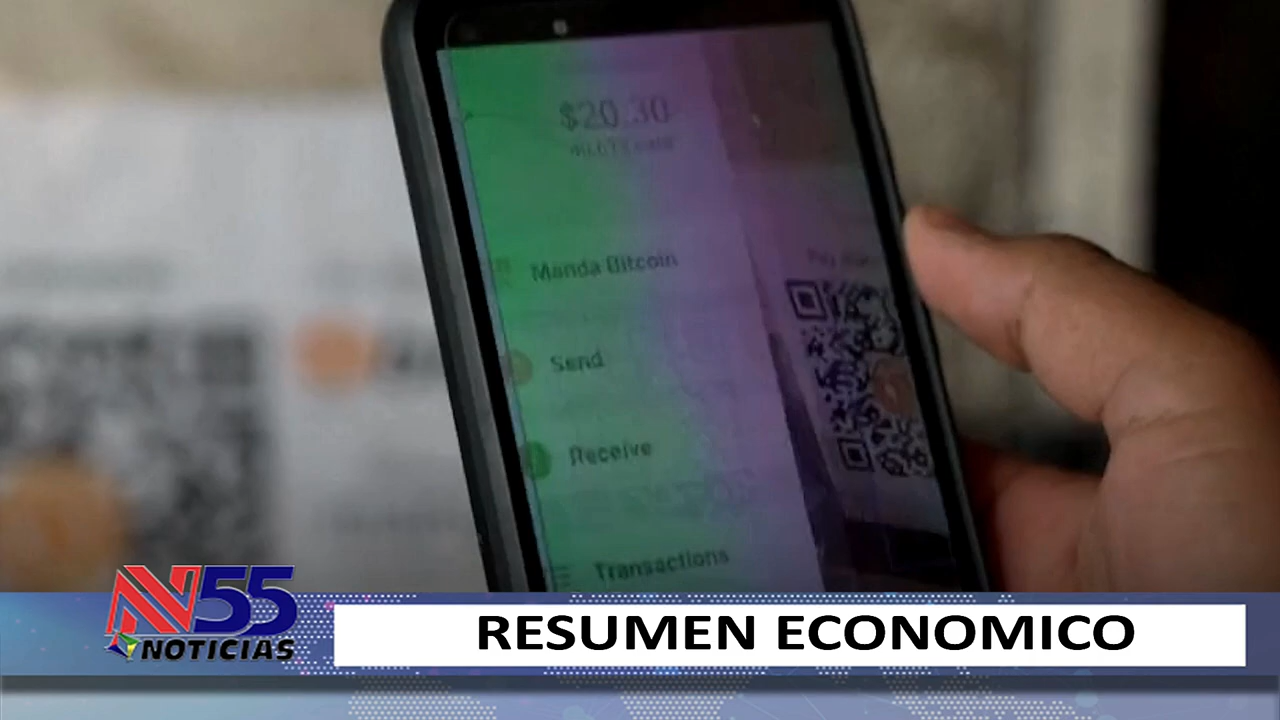 $20.30
Manda Bitcoin
Send
Receive
Transactions
N55
NOTICIAS
RESUMEN ECONOMICO